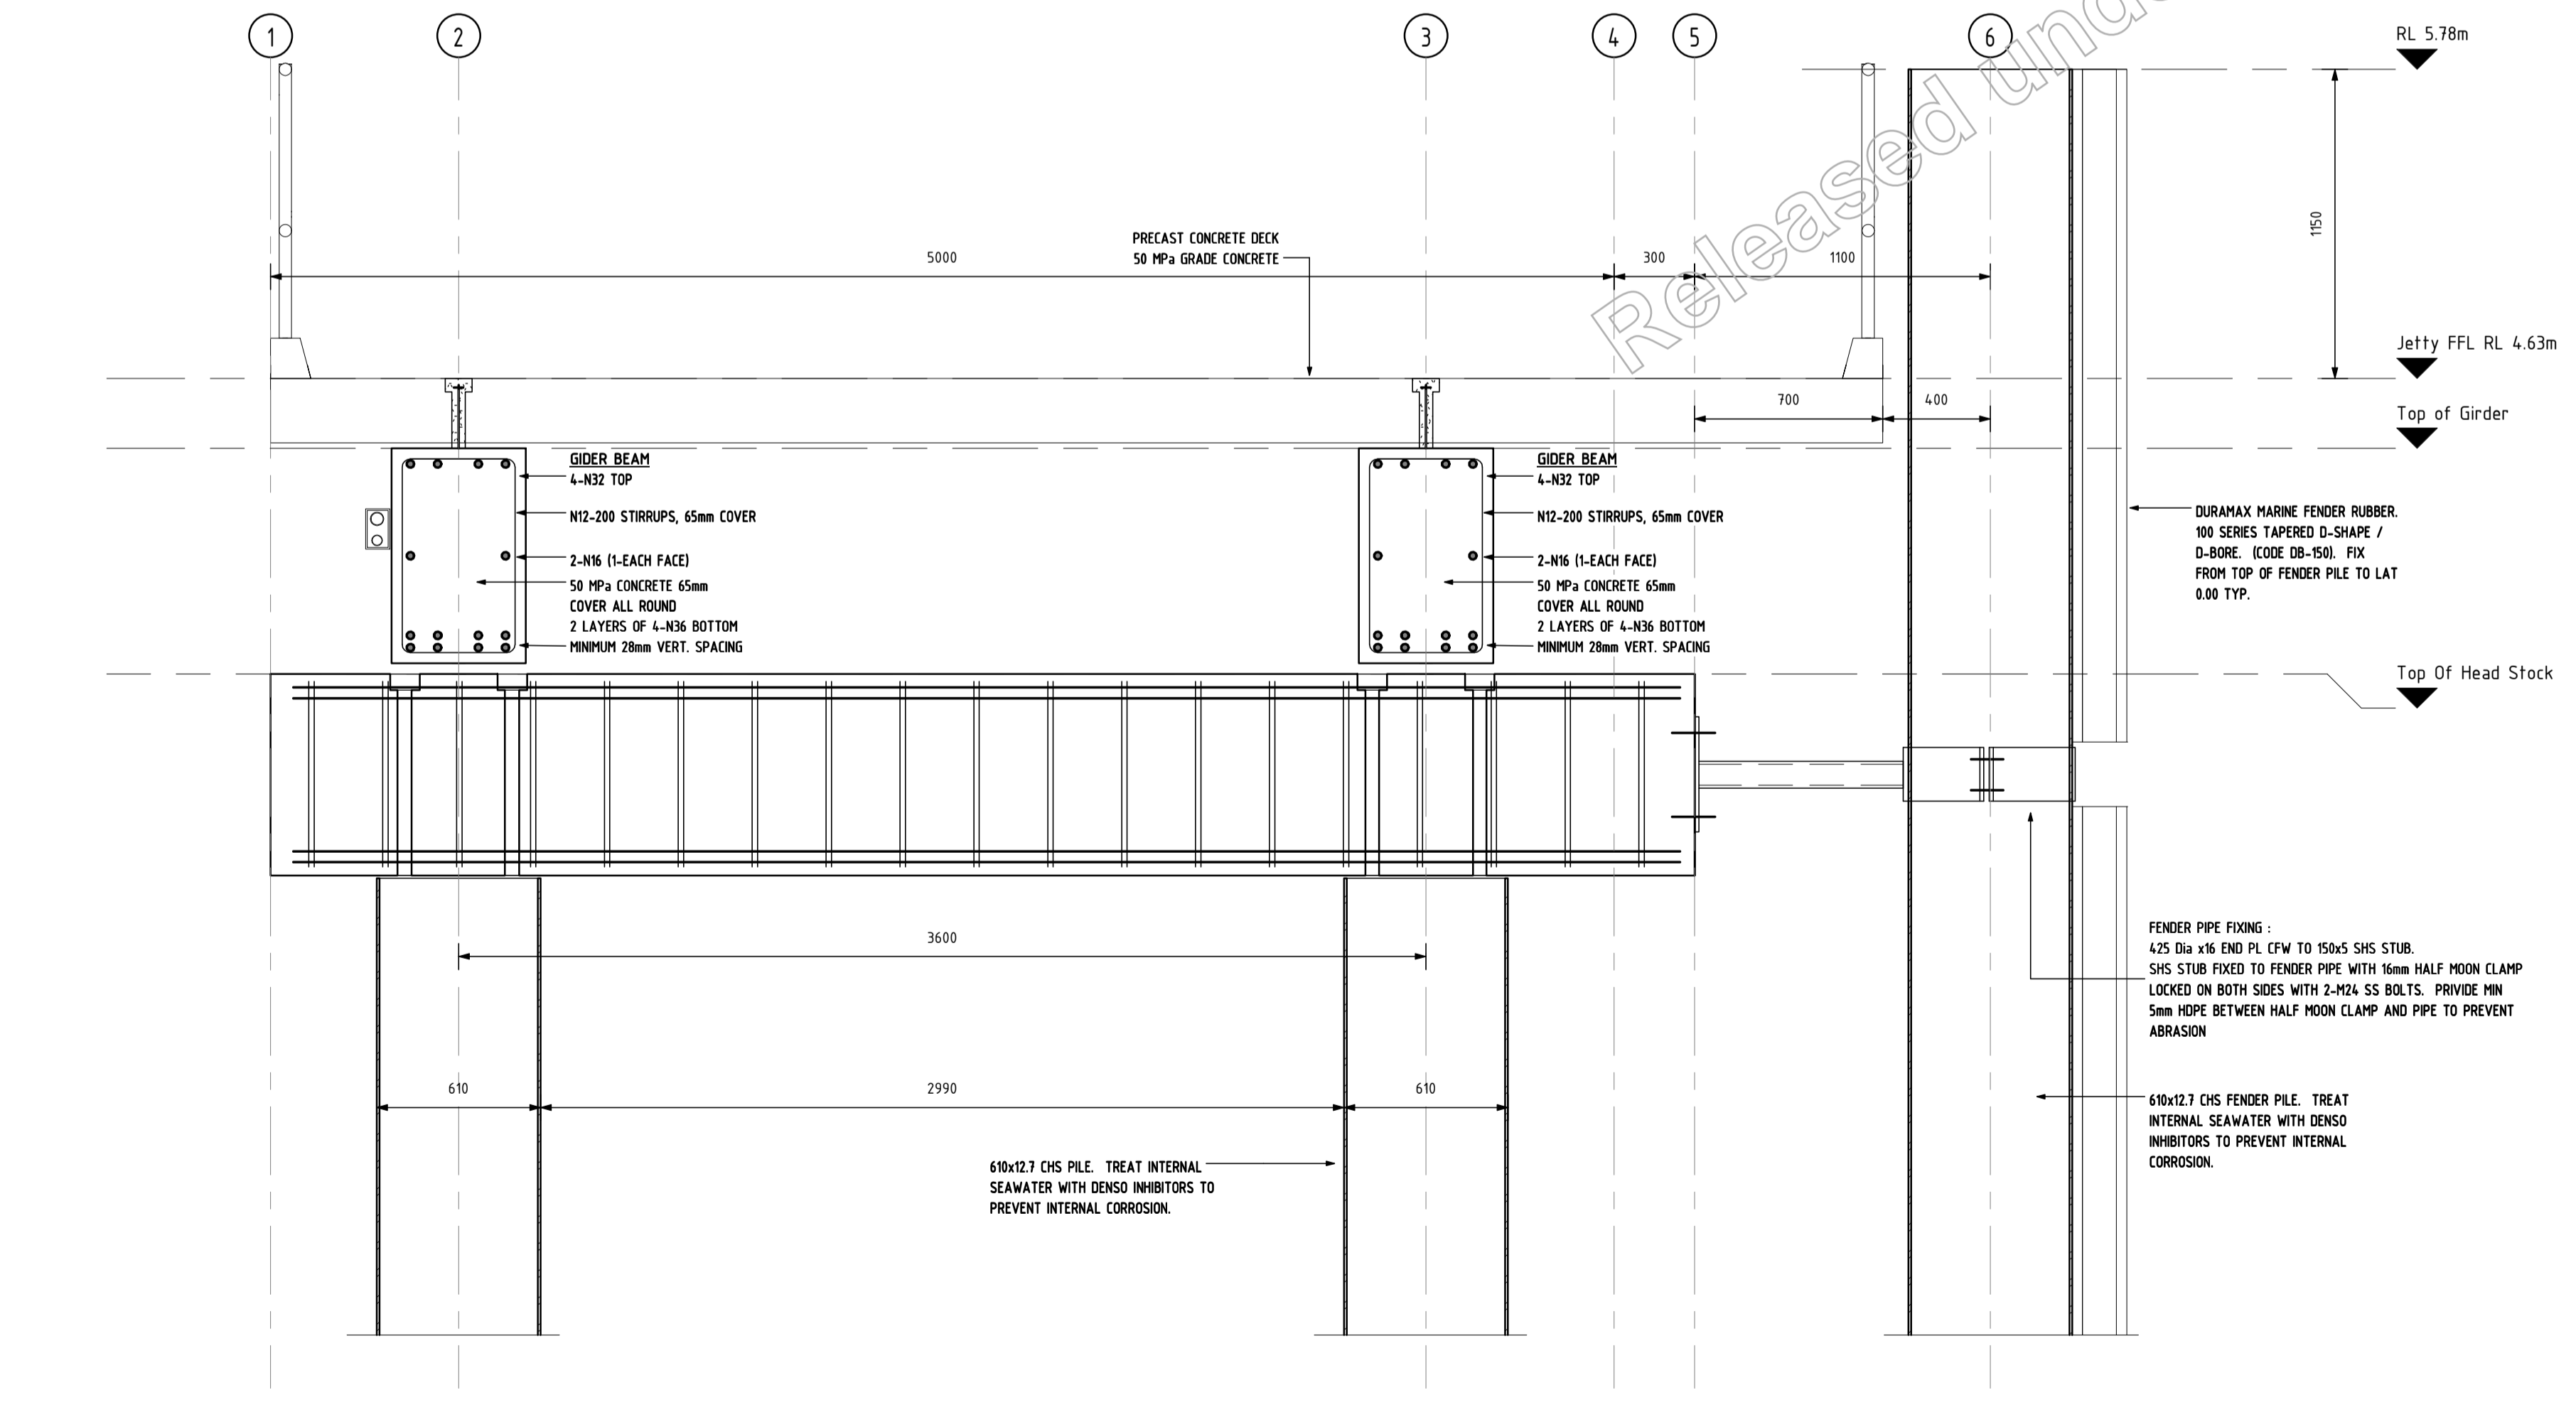 1
2
3
4
5
6
RL 5.78m
Released und
1150
PRECAST CONCRETE DECK
50 MPa GRADE CONCRETE
5000
300
1100
Jetty FFL RL 4.63m
700
400
Top of Girder
GIDER BEAM
4-N32 TOP
N12-200 STIRRUPS, 65mm COVER
2-N16 (1-EACH FACE)
50 MPa CONCRETE 65mm
COVER ALL ROUND
2 LAYERS OF 4-N36 BOTTOM
MINIMUM 28mm VERT. SPACING
GIDER BEAM
4-N32 TOP
N12-200 STIRRUPS, 65mm COVER
2-N16 (1-EACH FACE)
50 MPa CONCRETE 65mm
COVER ALL ROUND
2 LAYERS OF 4-N36 BOTTOM
MINIMUM 28mm VERT. SPACING
DURAMAX MARINE FENDER RUBBER.
100 SERIES TAPERED D-SHAPE /
D-BORE. (CODE DB-150). FIX
FROM TOP OF FENDER PILE TO LAT
0.00 TYP.
Top Of Head Stock
3600
FENDER PIPE FIXING :
425 Dia x16 END PL CFW TO 150x5 SHS STUB.
SHS STUB FIXED TO FENDER PIPE WITH 16mm HALF MOON CLAMP
LOCKED ON BOTH SIDES WITH 2-M24 SS BOLTS. PRIVIDE MIN
5mm HDPE BETWEEN HALF MOON CLAMP AND PIPE TO PREVENT
ABRASION
610
2990
610
610x12.7 CHS FENDER PILE. TREAT
INTERNAL SEAWATER WITH DENSO
INHIBITORS TO PREVENT INTERNAL
CORROSION.
610x12.7 CHS PILE. TREAT INTERNAL
SEAWATER WITH DENSO INHIBITORS TO
PREVENT INTERNAL CORROSION.